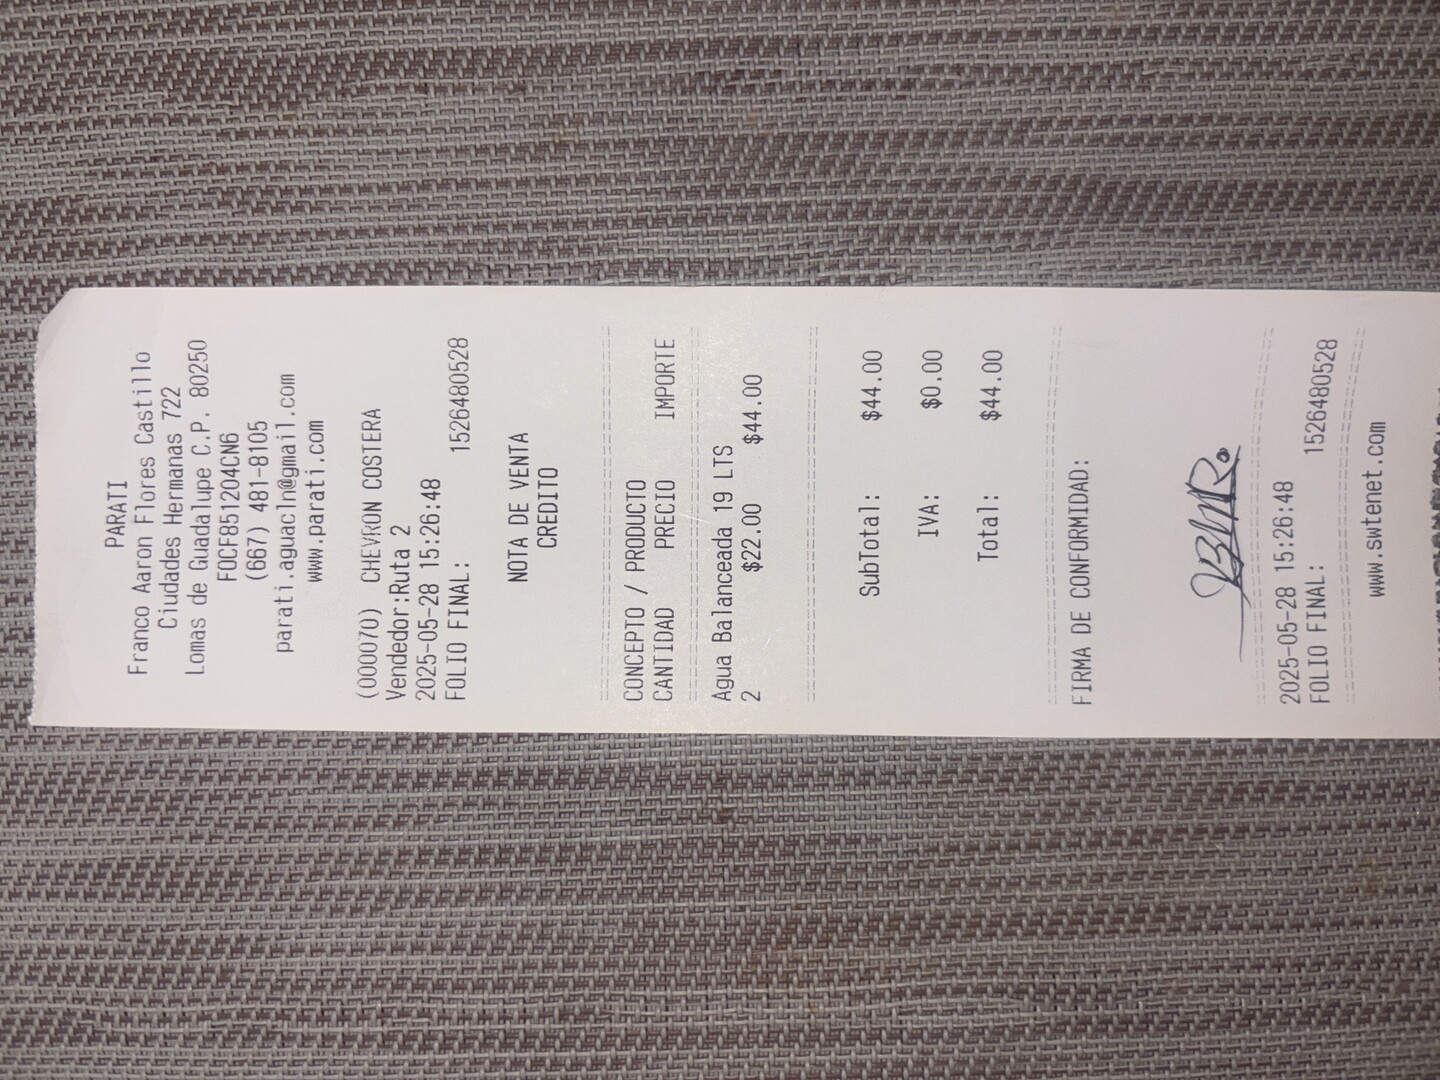 PARATI
Franco Aaron Flores Castillo
Ciudades Hermanas 722
Lomas de Guadalupe C.P. 80250
FOCF851204CN6
(667) 481-8105
parati.aguacln@gmail.com
www.parati.com
(000070) CHEVRON COSTERA
Vendedor:Ruta 2
2025-05-28 15:26:48
FOLIO FINAL: 1526480528
NOTA DE VENTA
CREDITO
CONCEPTO / PRODUCTO
CANTIDAD PRECIO IMPORTE
Agua Balanceada 19 LTS
2 $22.00 $44.00
SubTotal: $44.00
IVA: $0.00
Total: $44.00
FIRMA DE CONFORMIDAD:
2025-05-28 15:26:48
FOLIO FINAL: 1526480528
www.swtenet.com